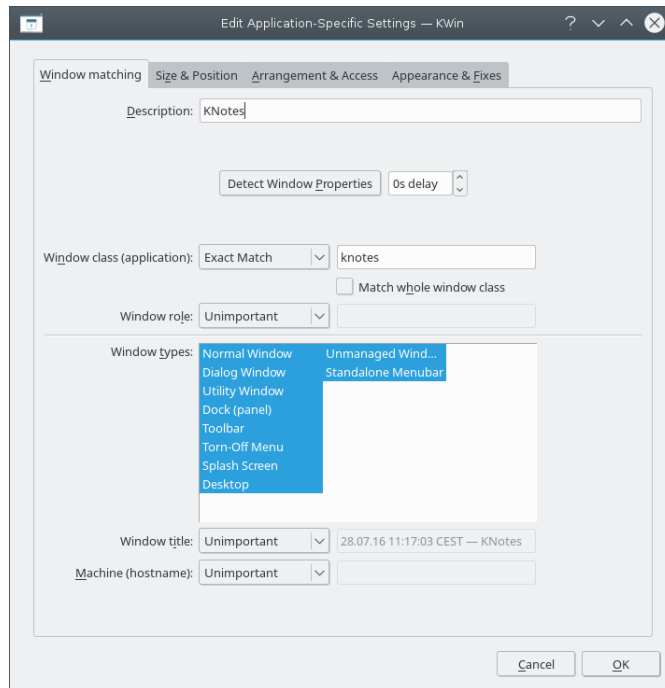 Edit Application-Specific Settings — KWin
Window matching Size & Position Arrangement & Access Appearance & Fixes
Description: KNotes
Detect Window Properties 0s delay
Window class (application): Exact Match knotes
Match whole window class
Window role: Unimportant
Window types: Normal Window Unmanaged Wind...
Dialog Window Standalone Menubar
Utility Window
Dock (panel)
Toolbar
Torn-Off Menu
Splash Screen
Desktop
Window title: Unimportant 28.07.16 11:17:03 CEST — KNotes
Machine (hostname): Unimportant
Cancel OK